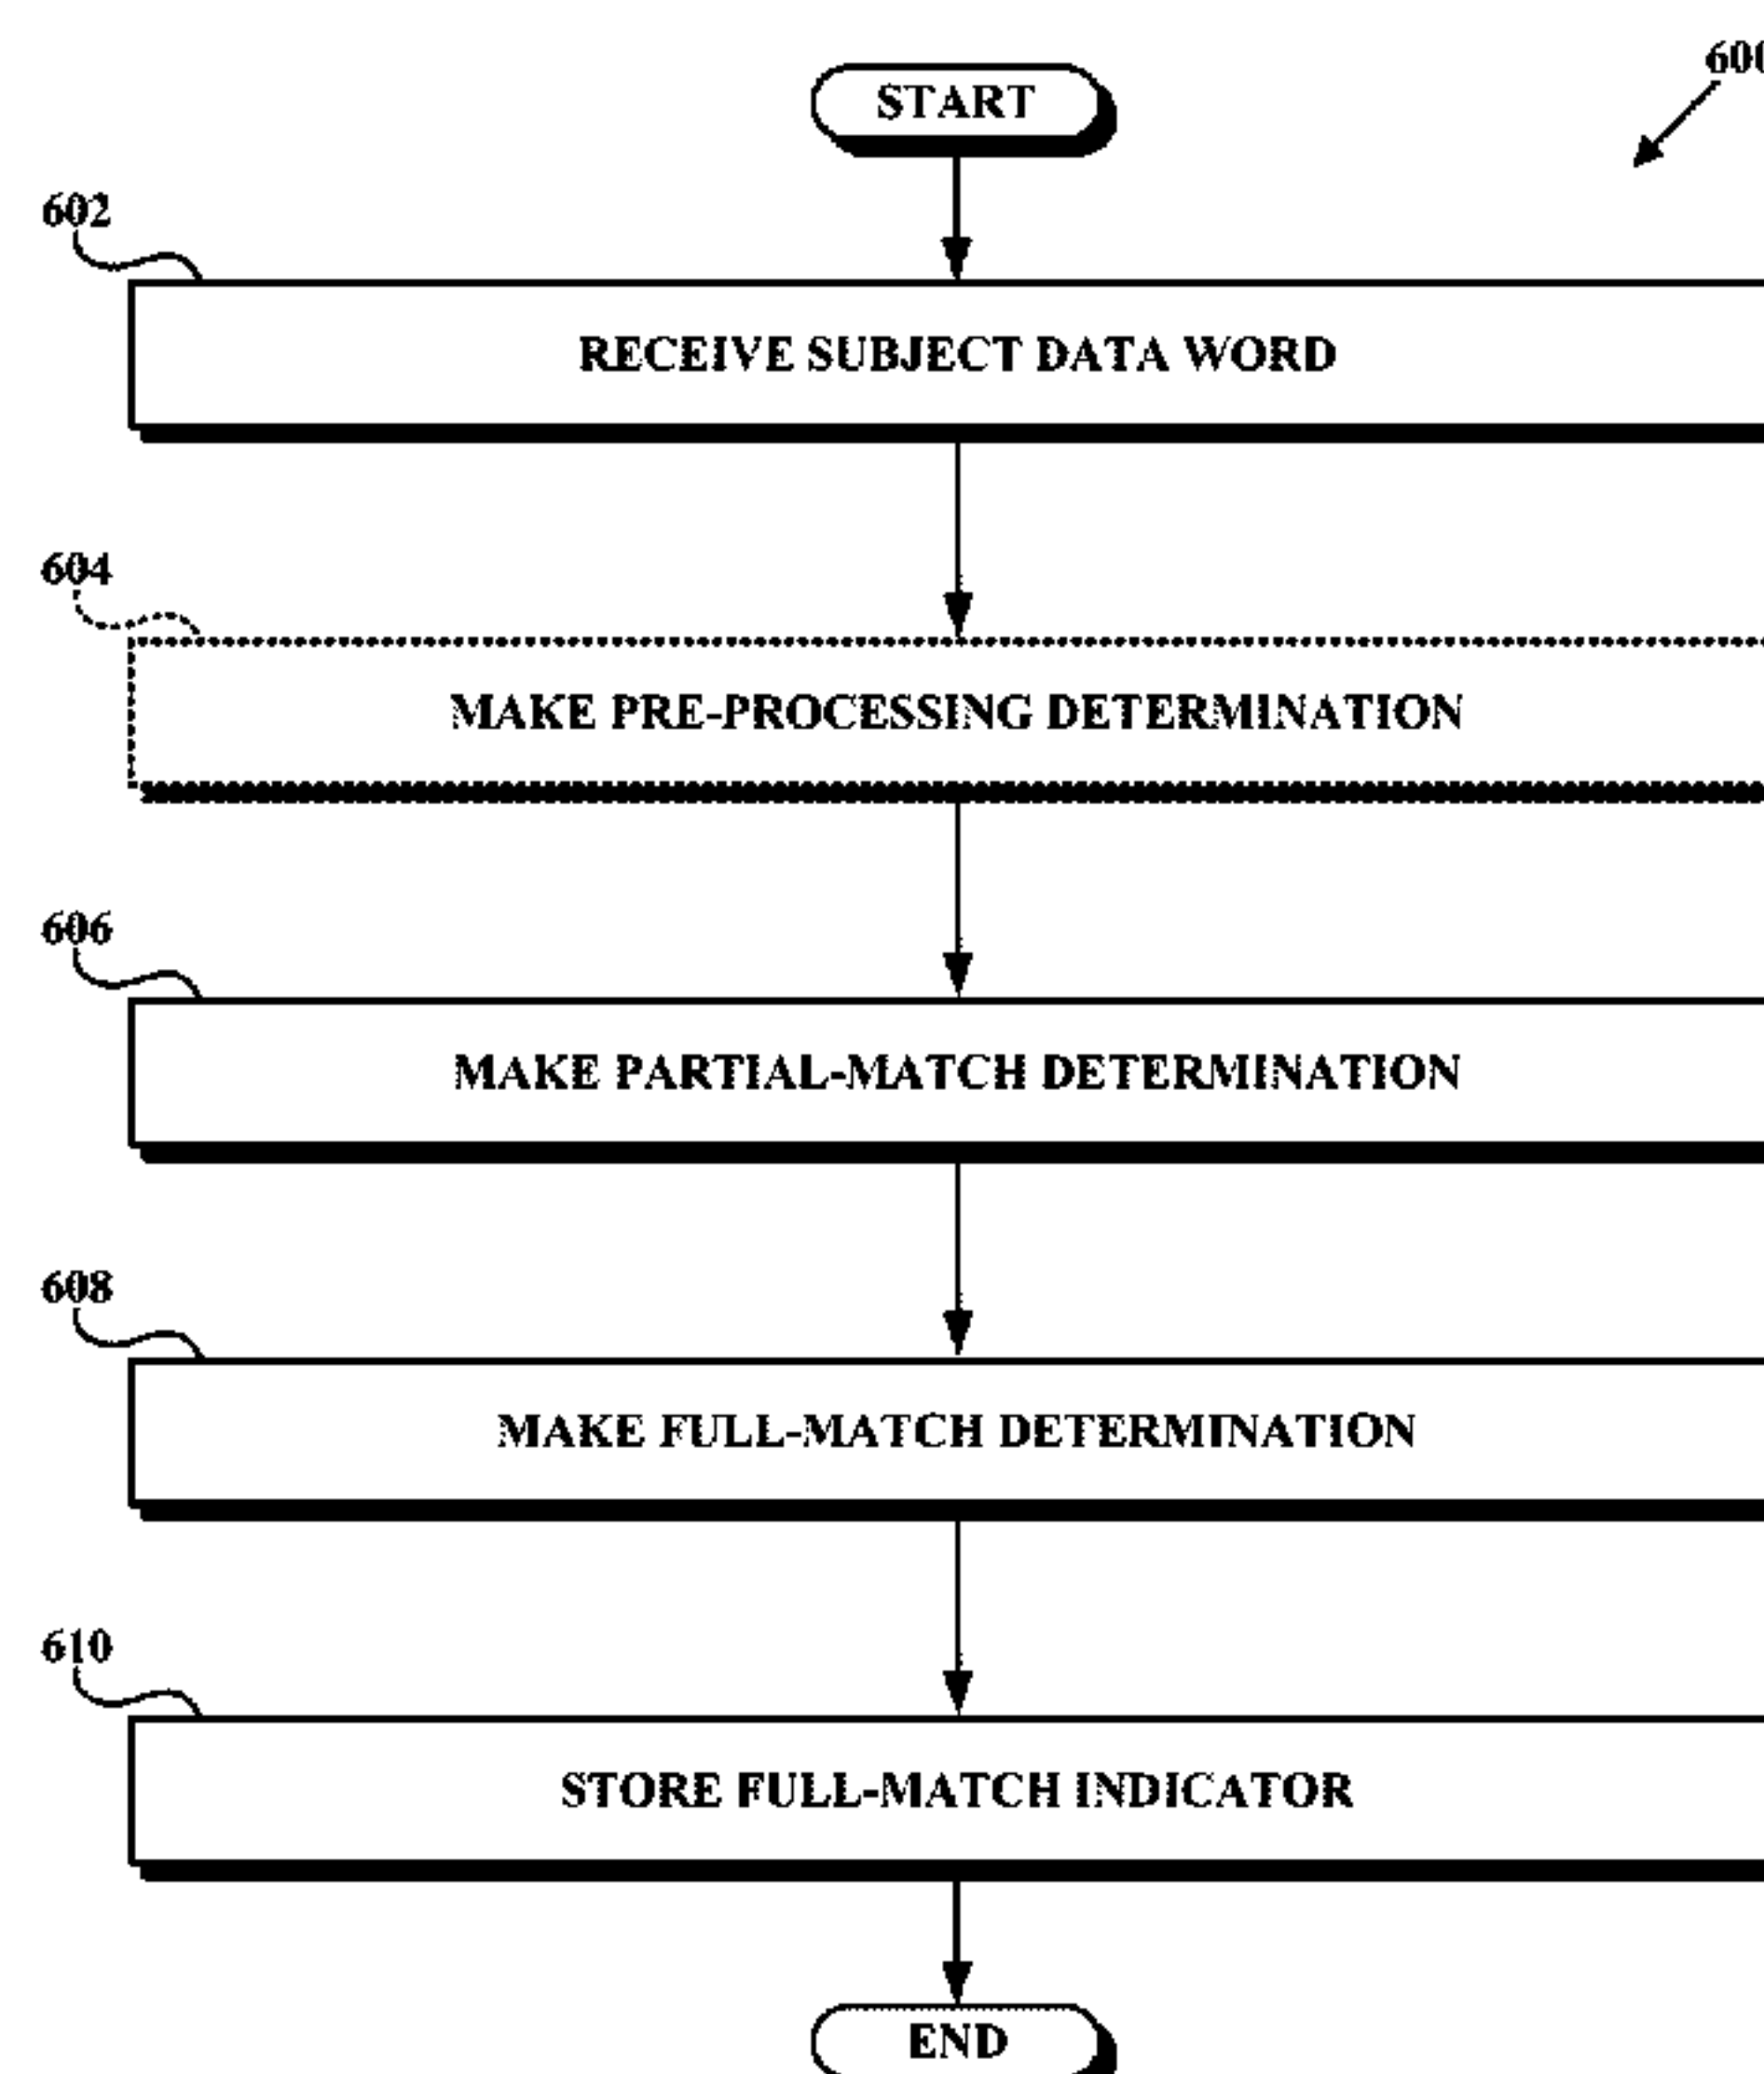 START
600
602
RECEIVE SUBJECT DATA WORD
604
MAKE PRE-PROCESSING DETERMINATION
606
MAKE PARTIAL-MATCH DETERMINATION
608
MAKE FULL-MATCH DETERMINATION
610
STORE FULL-MATCH INDICATOR
END